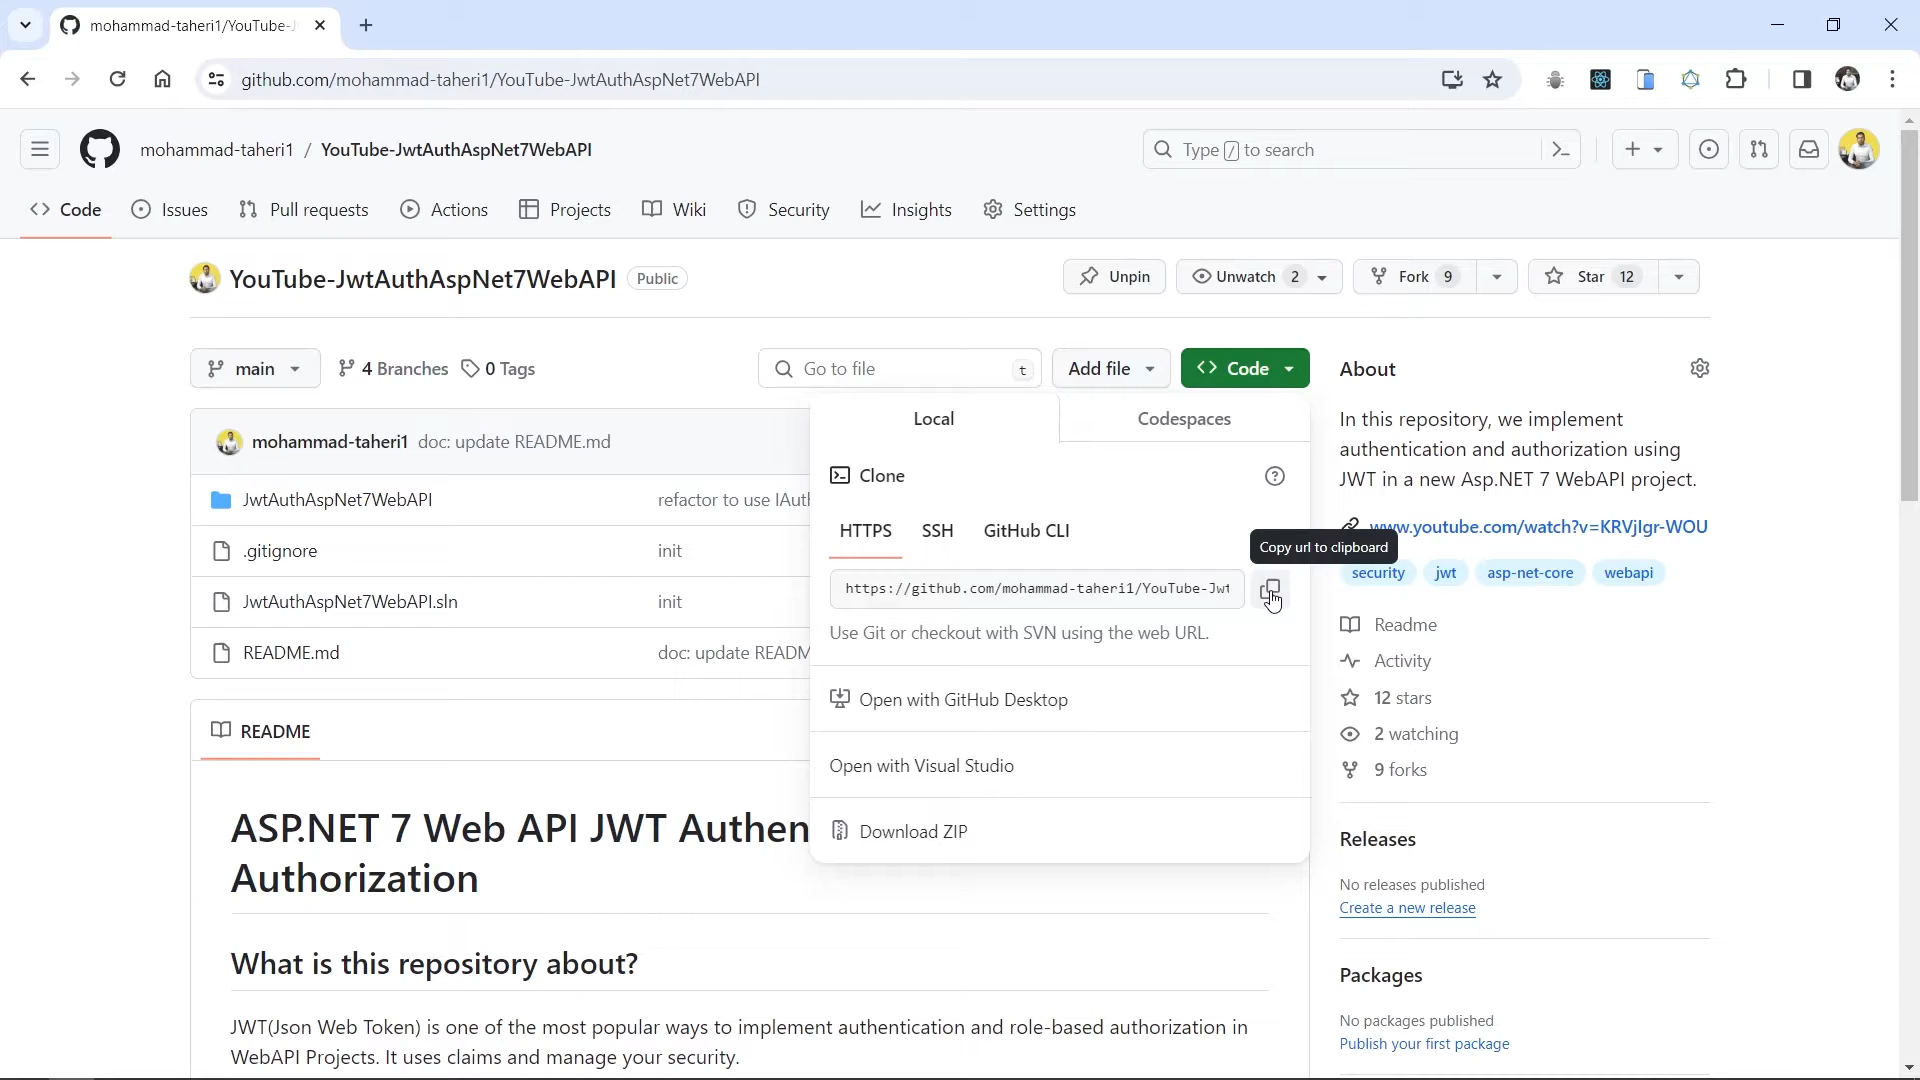 mohammad-taheri1/YouTube-J
github.com/mohammad-taheri1/YouTube-JwtAuthAspNet7WebAPI
mohammad-taheri1 / YouTube-JwtAuthAspNet7WebAPI
Type / to search
Code
Issues
Pull requests
Actions
Projects
Wiki
Security
Insights
Settings
YouTube-JwtAuthAspNet7WebAPI Public
Unpin
Unwatch 2
Fork 9
Star 12
main
4 Branches
0 Tags
Go to file t
Add file
Code
mohammad-taheri1 doc: update README.md
JwtAuthAspNet7WebAPI refactor to use IAuth
.gitignore init
JwtAuthAspNet7WebAPI.sln init
README.md doc: update READM
Local
Codespaces
Clone
HTTPS
SSH
GitHub CLI
Copy url to clipboard
https://github.com/mohammad-taheri1/YouTube-Jwt
Use Git or checkout with SVN using the web URL.
Open with GitHub Desktop
Open with Visual Studio
Download ZIP
README
ASP.NET 7 Web API JWT Authen
Authorization
What is this repository about?
JWT(Json Web Token) is one of the most popular ways to implement authentication and role-based authorization in
WebAPI Projects. It uses claims and manage your security.
About
In this repository, we implement
authentication and authorization using
JWT in a new Asp.NET 7 WebAPI project.
www.youtube.com/watch?v=KRVjIgr-WOU
security jwt asp-net-core webapi
Readme
Activity
12 stars
2 watching
9 forks
Releases
No releases published
Create a new release
Packages
No packages published
Publish your first package